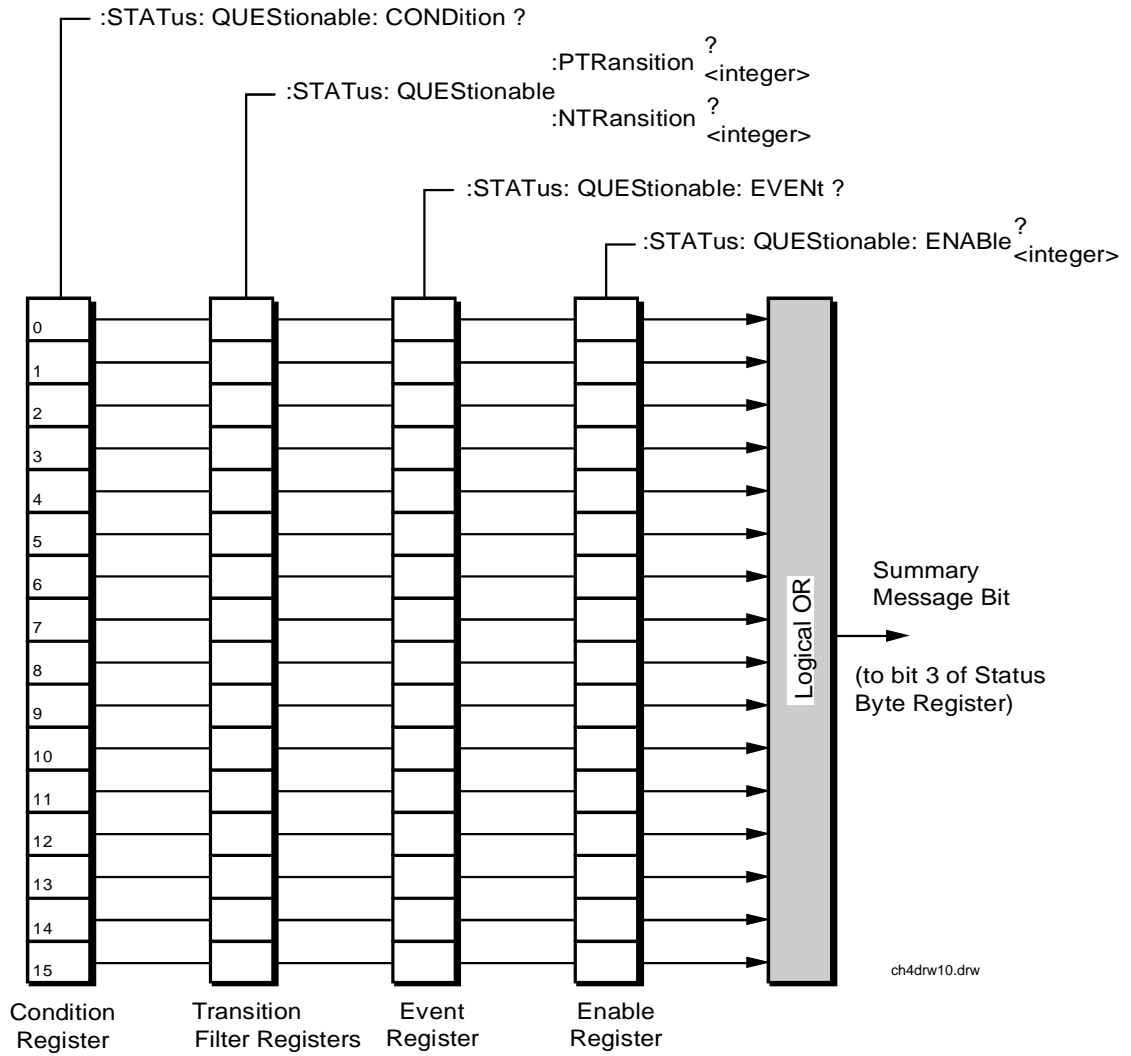 :STATus: QUEStionable: CONDition ?
?
:PTRansition
<integer>
:STATus: QUEStionable
?
:NTRansition
<integer>
:STATus: QUEStionable: EVENt ?
?
:STATus: QUEStionable: ENABle
<integer>
0
1
2
3
4
5
6
7
8
9
10
11
12
13
14
15
Logical OR
Summary
Message Bit
(to bit 3 of Status
Byte Register)
ch4drw10.drw
Condition
Register
Transition
Filter Registers
Event
Register
Enable
Register